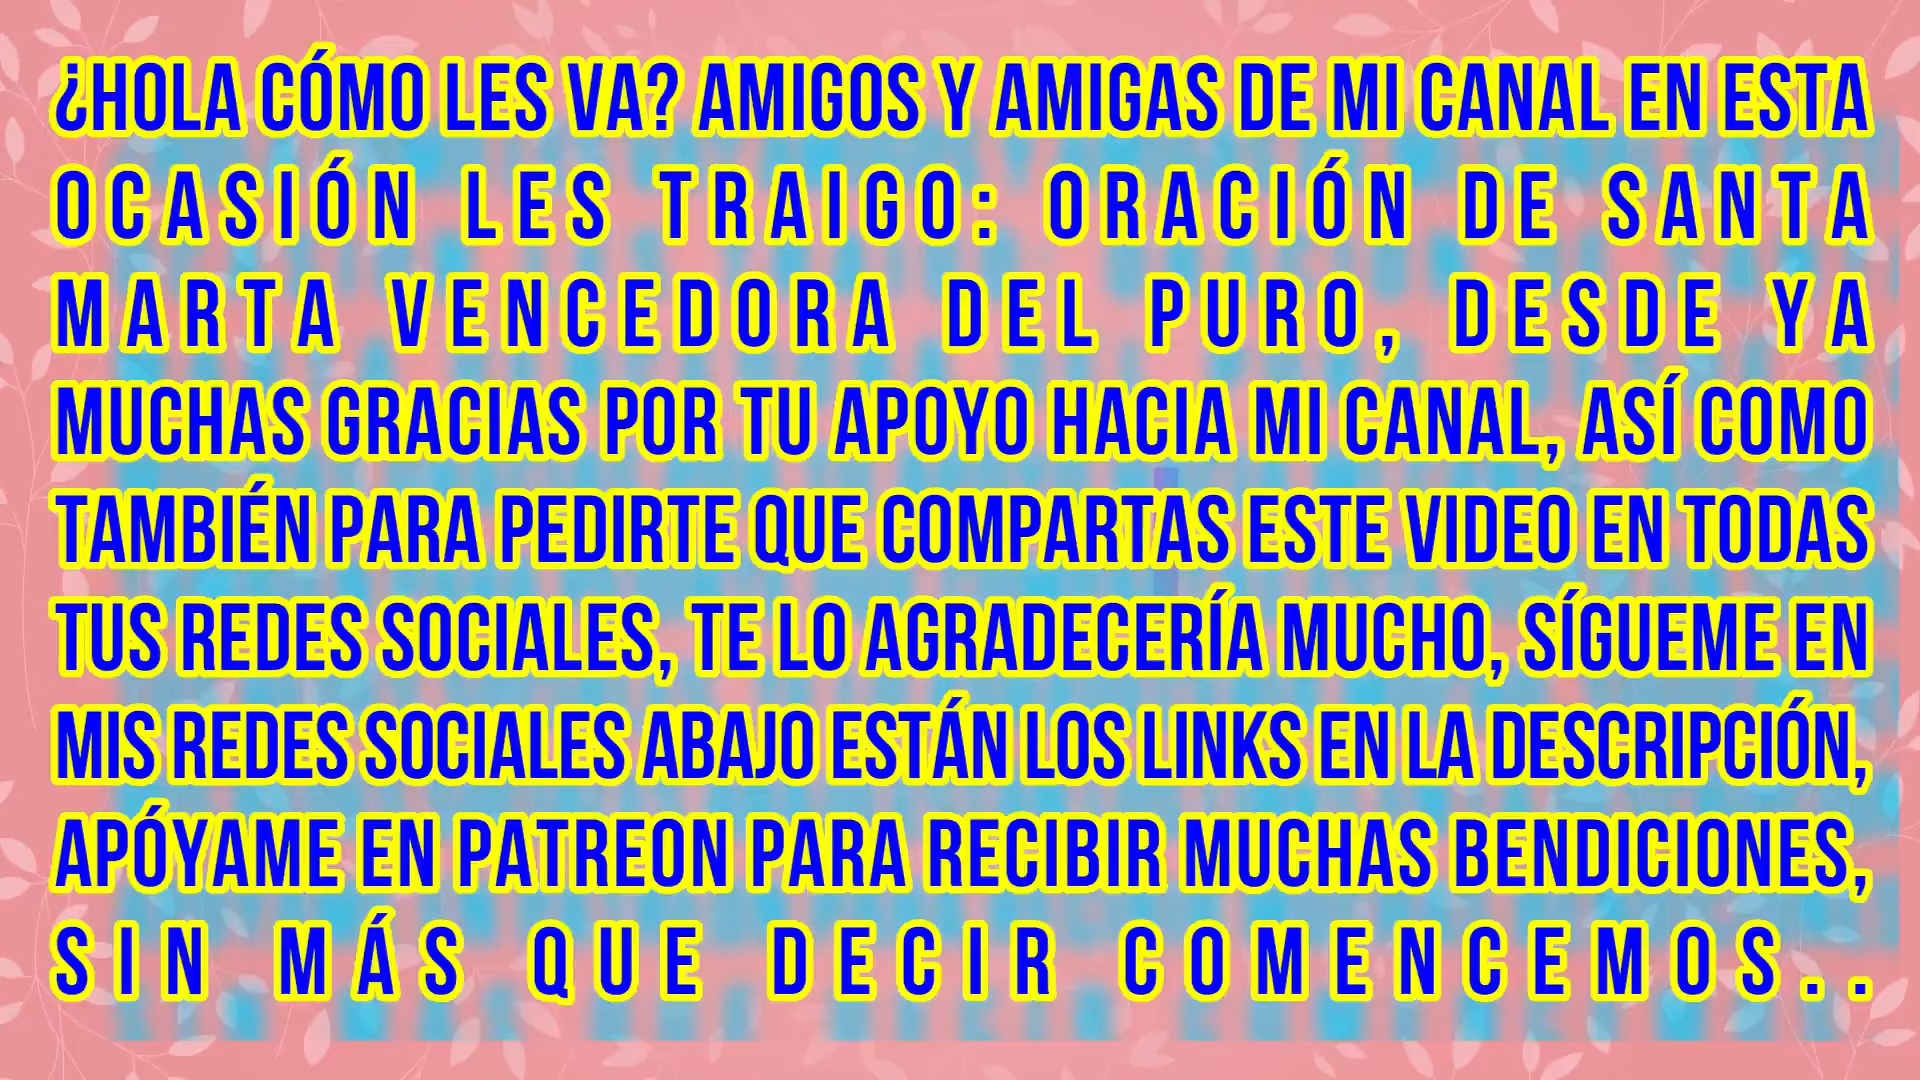 ¿HOLA CÓMO LES VA? AMIGOS Y AMIGAS DE MI CANAL EN ESTA
OCASIÓN LES TRAIGO: ORACIÓN DE SANTA
MARTA VENCEDORA DEL PURO, DESDE YA
MUCHAS GRACIAS POR TU APOYO HACIA MI CANAL, ASÍ COMO
TAMBIÉN PARA PEDIRTE QUE COMPARTAS ESTE VIDEO EN TODAS
TUS REDES SOCIALES, TE LO AGRADECERÍA MUCHO, SÍGUEME EN
MIS REDES SOCIALES ABAJO ESTÁN LOS LINKS EN LA DESCRIPCIÓN,
APÓYAME EN PATREON PARA RECIBIR MUCHAS BENDICIONES,
SIN MÁS QUE DECIR COMENCEMOS..